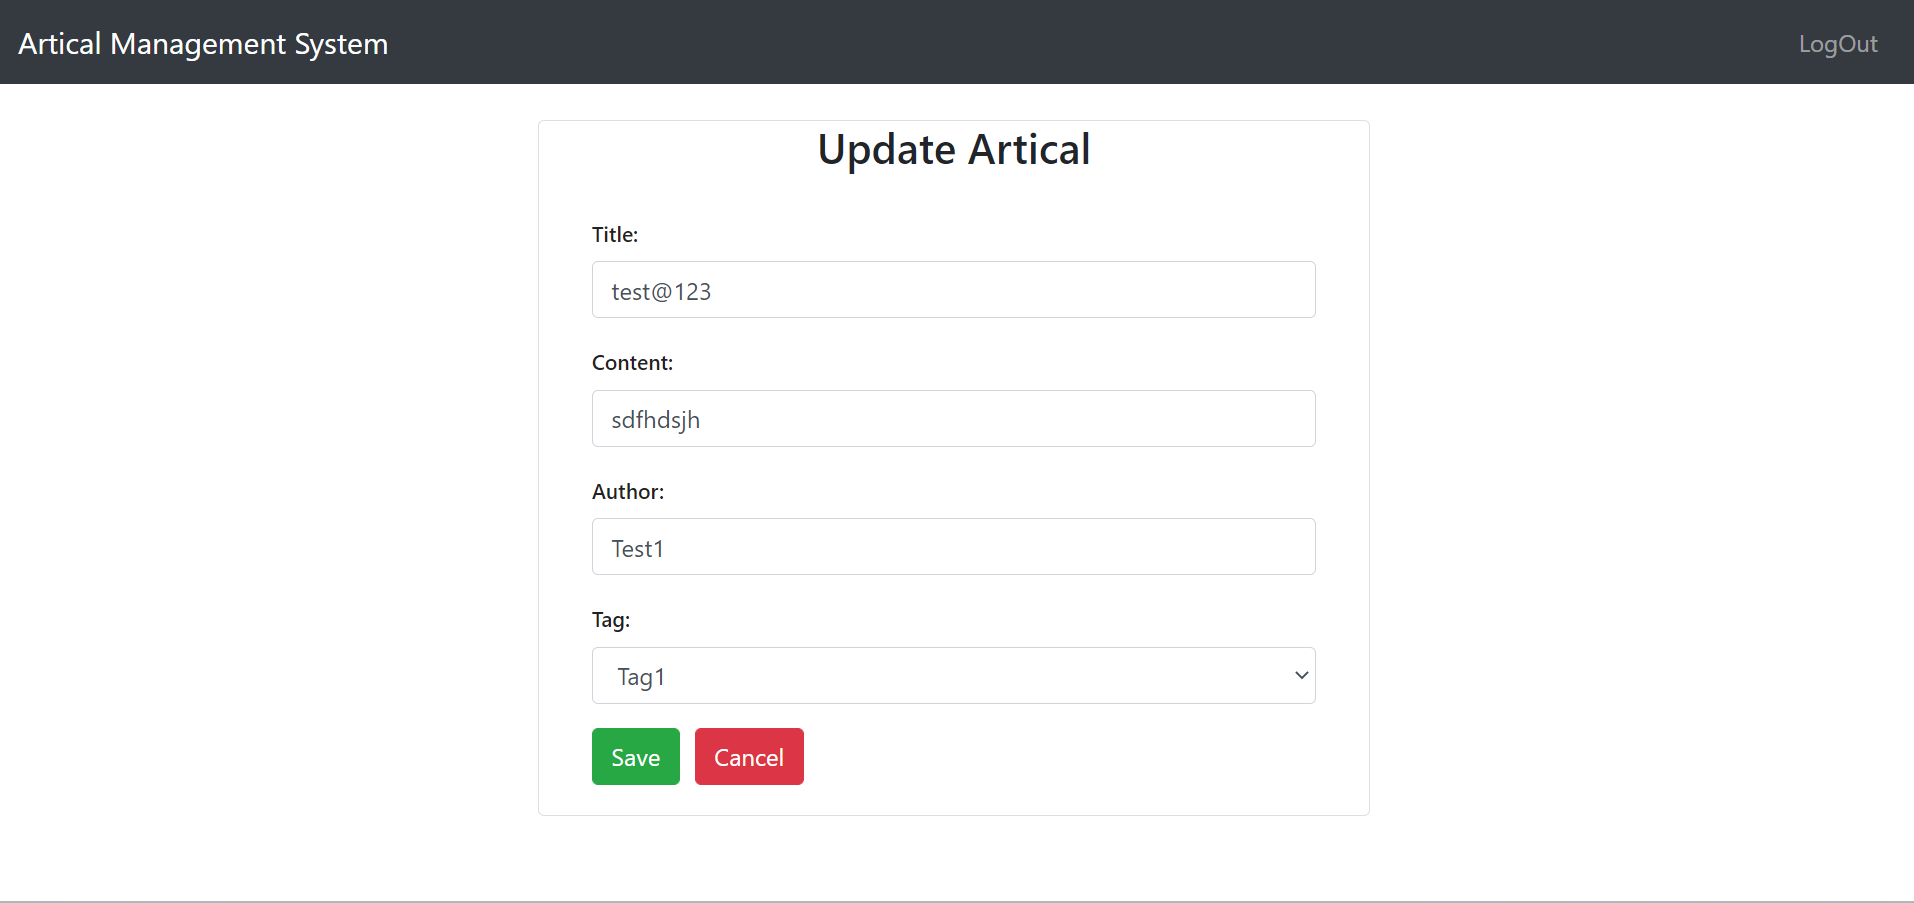 Artical Management System
LogOut
Update Artical
Title:
test@123
Content:
sdfhdsjh
Author:
Test1
Tag:
Tag1
Save Cancel